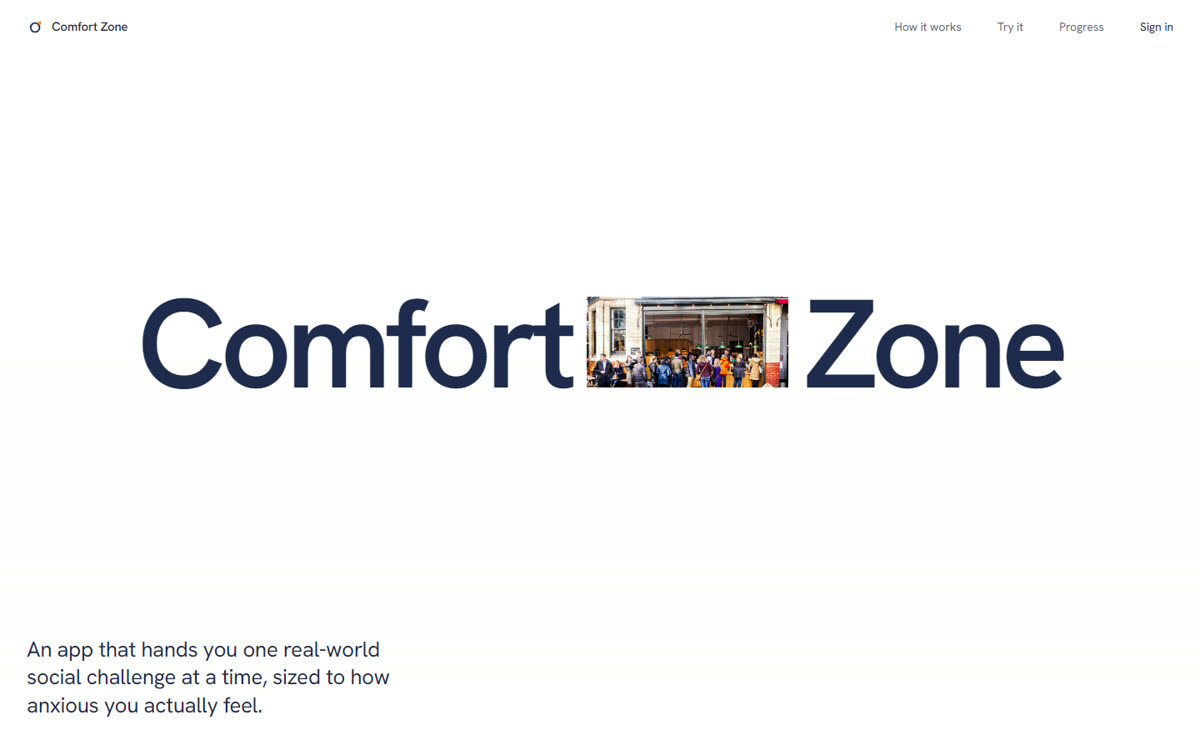 Comfort Zone
How it works
Try it
Progress
Sign in
Comfort Zone
An app that hands you one real-world
social challenge at a time, sized to how
anxious you actually feel.